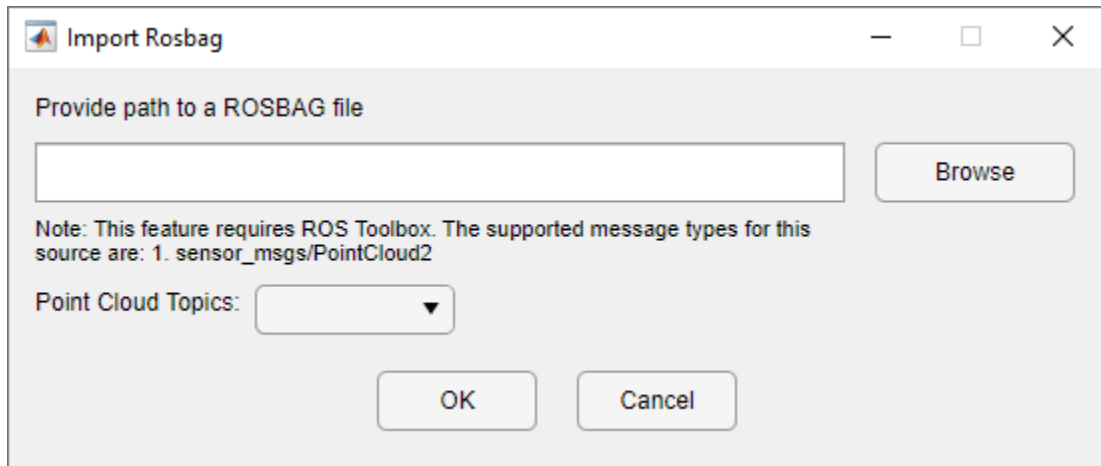 Import Rosbag
Provide path to a ROSBAG file
Browse
Note: This feature requires ROS Toolbox. The supported message types for this
source are: 1. sensor_msgs/PointCloud2
Point Cloud Topics:
OK
Cancel